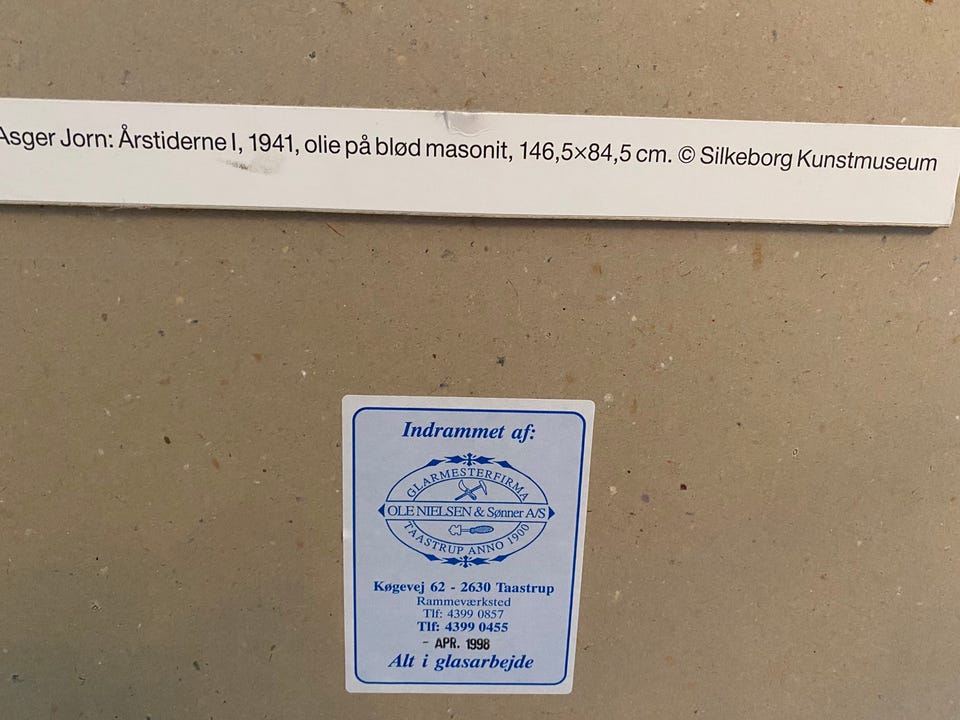 Asger Jorn: Årstiderne I, 1941, olie på blød masonit, 146,5×84,5 cm. © Silkeborg Kunstmuseum
Indrammet af:
GLARMESTERFIRMA
OLE NIELSEN & Sønner A/S
TAASTRUP ANNO 1900
Køgevej 62 - 2630 Taastrup
Rammeværksted
Tlf: 4399 0857
Tlf: 4399 0455
- APR. 1998
Alt i glasarbejde